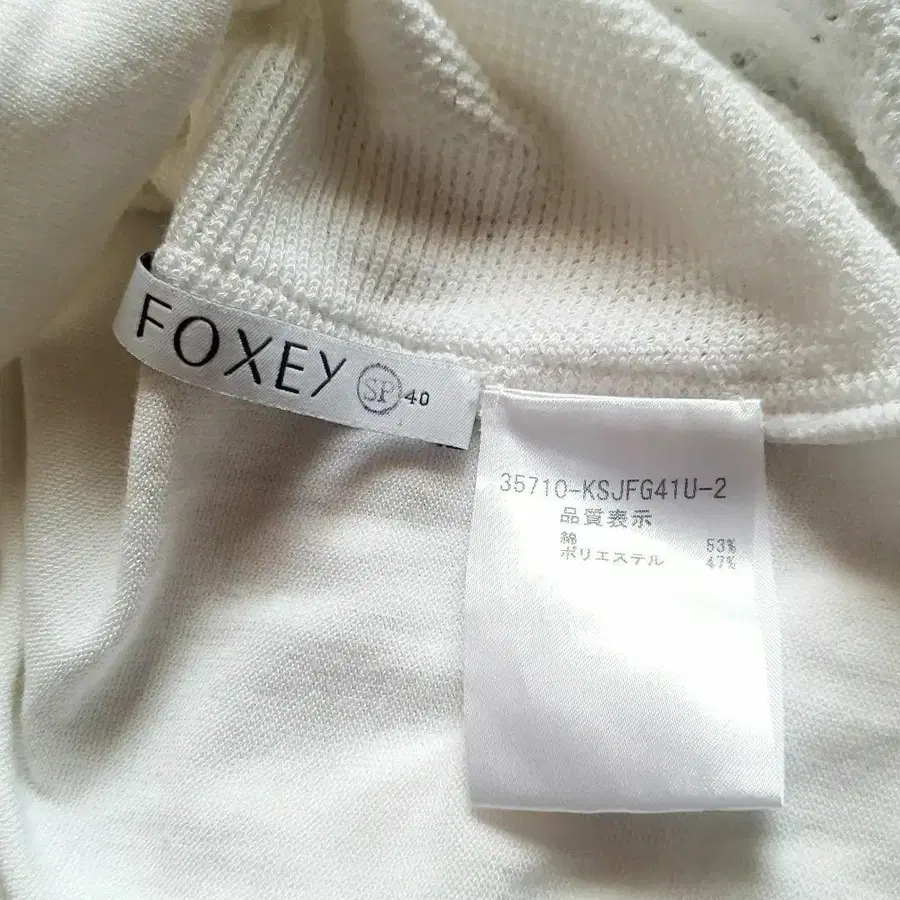 FOXEY SP 40
35710-KSJFG41U-2
品質表示
綿 53%
ポリエステル 47%